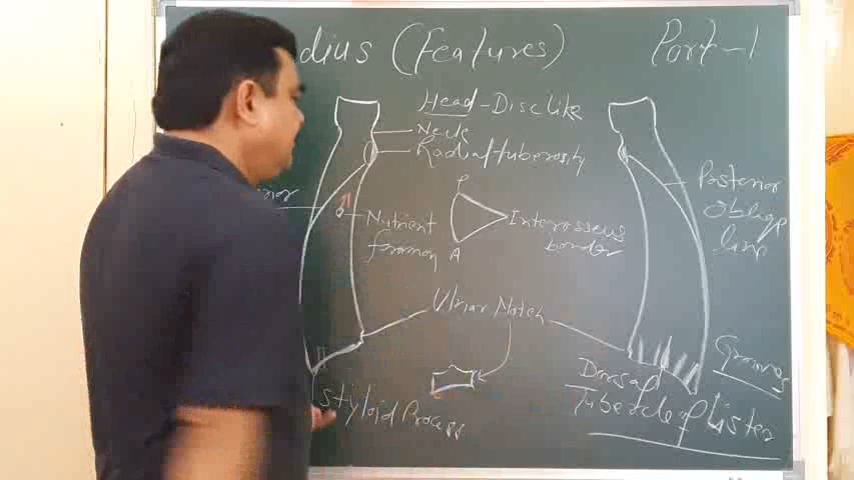 dius (Features)
Part-1
Head-Disclike
Neck
Radial tuberosity
P
Posterior
Oblique
line
Nutrient
foramen
A
Interosseus
border
Ulnar Notch
Grooves
Dorsal
Tubercle of Lister
Styloid Process